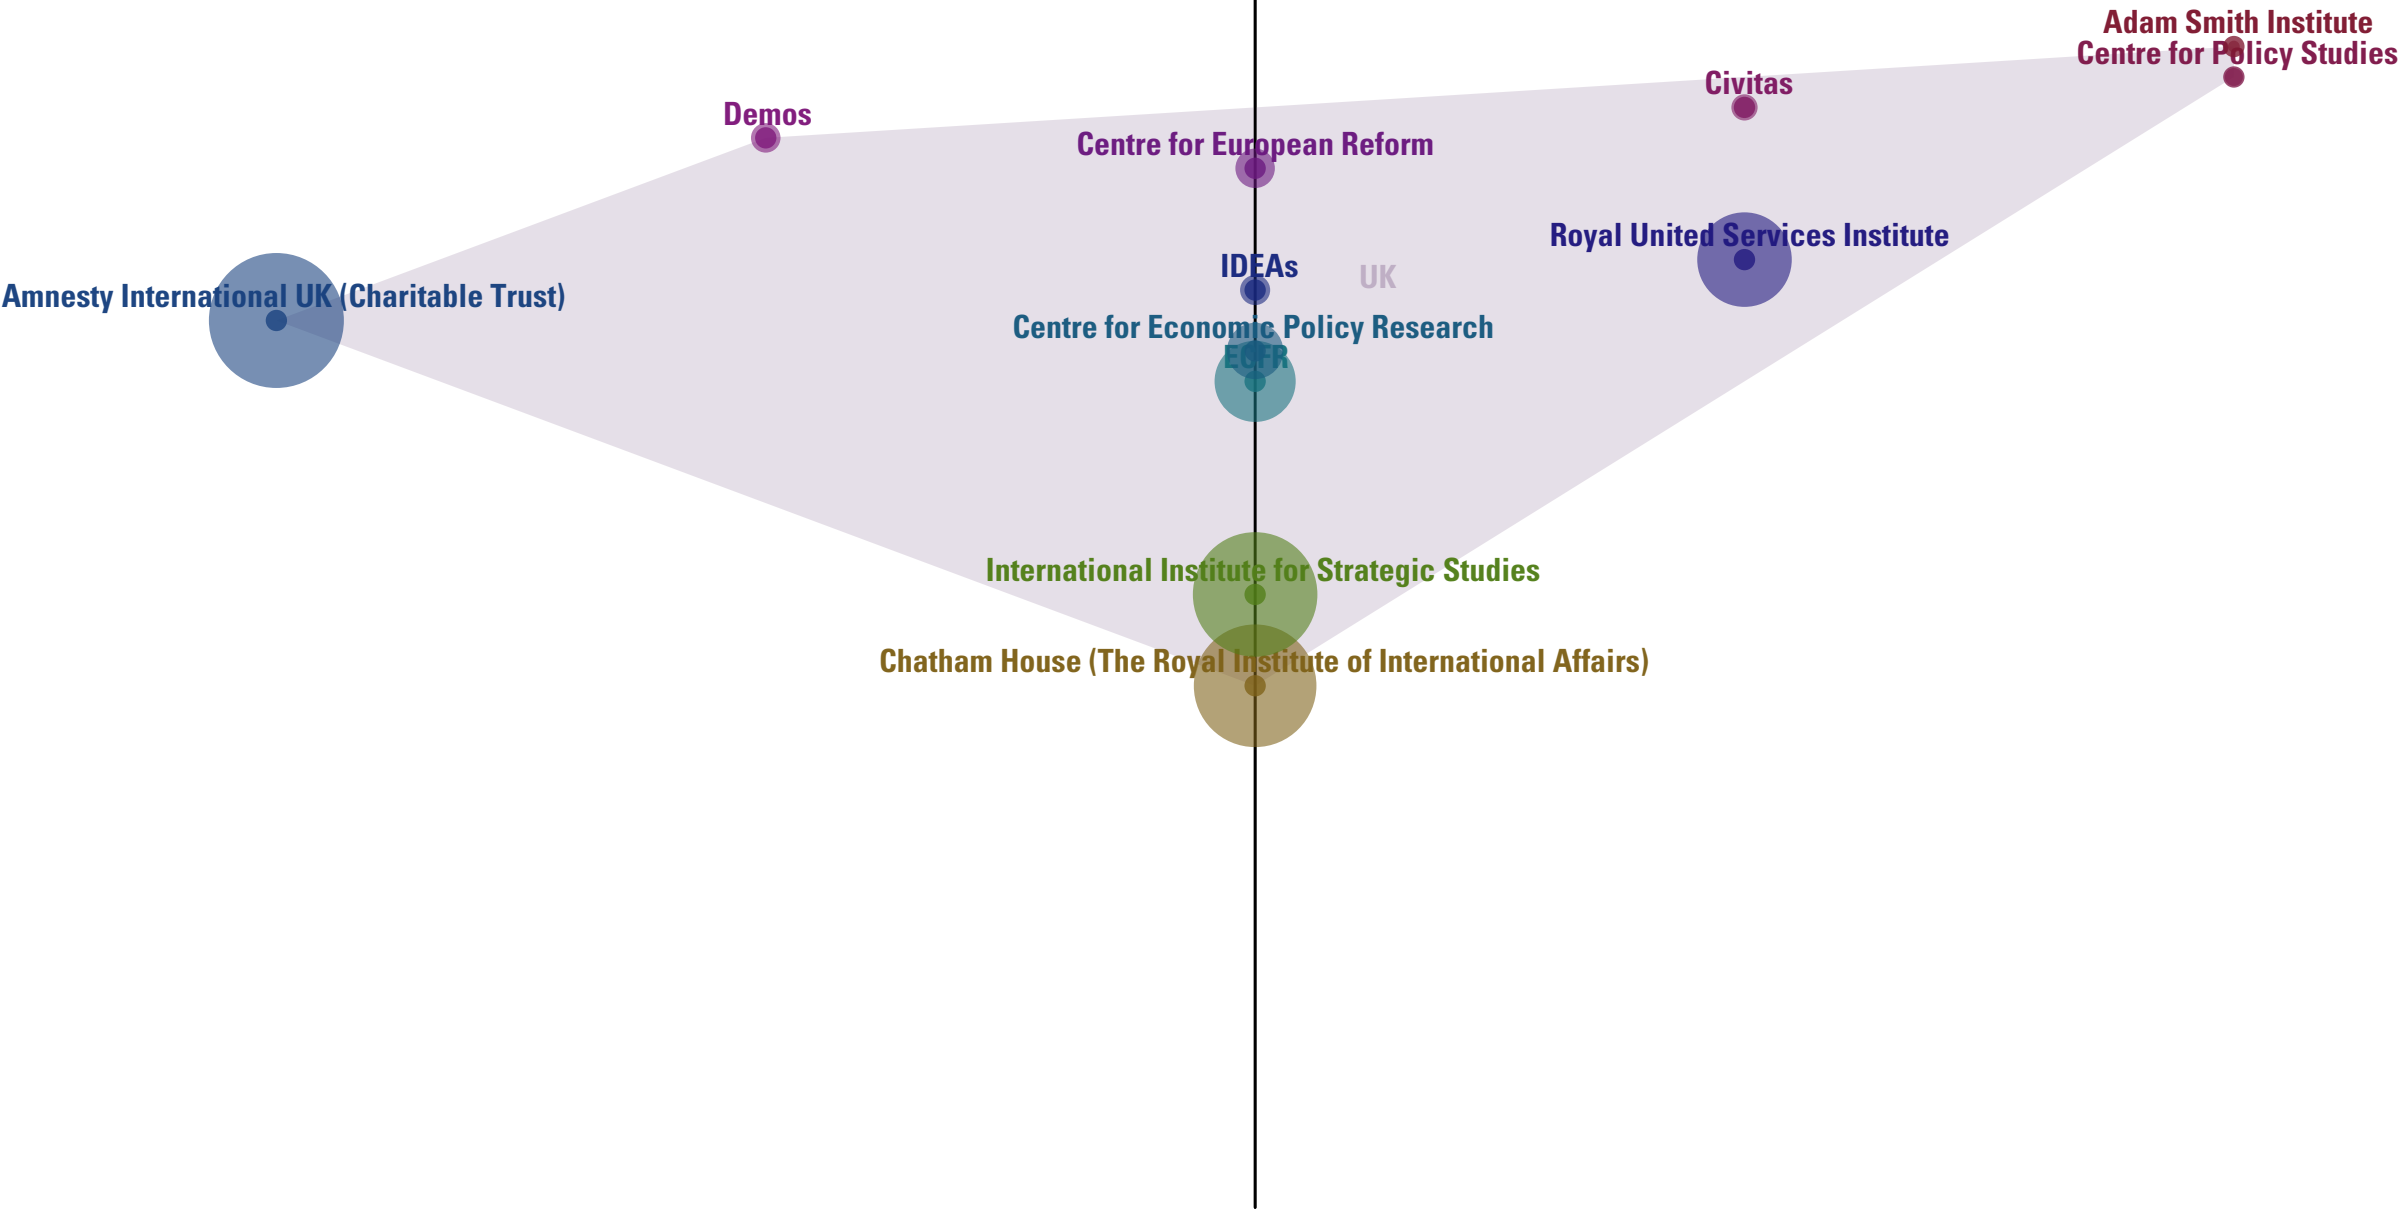 Adam Smith Institute
Centre for Policy Studies
Civitas
Demos
Centre for European Reform
Royal United Services Institute
IDEAs
UK
Amnesty International UK (Charitable Trust)
Centre for Economic Policy Research
ECFR
International Institute for Strategic Studies
Chatham House (The Royal Institute of International Affairs)